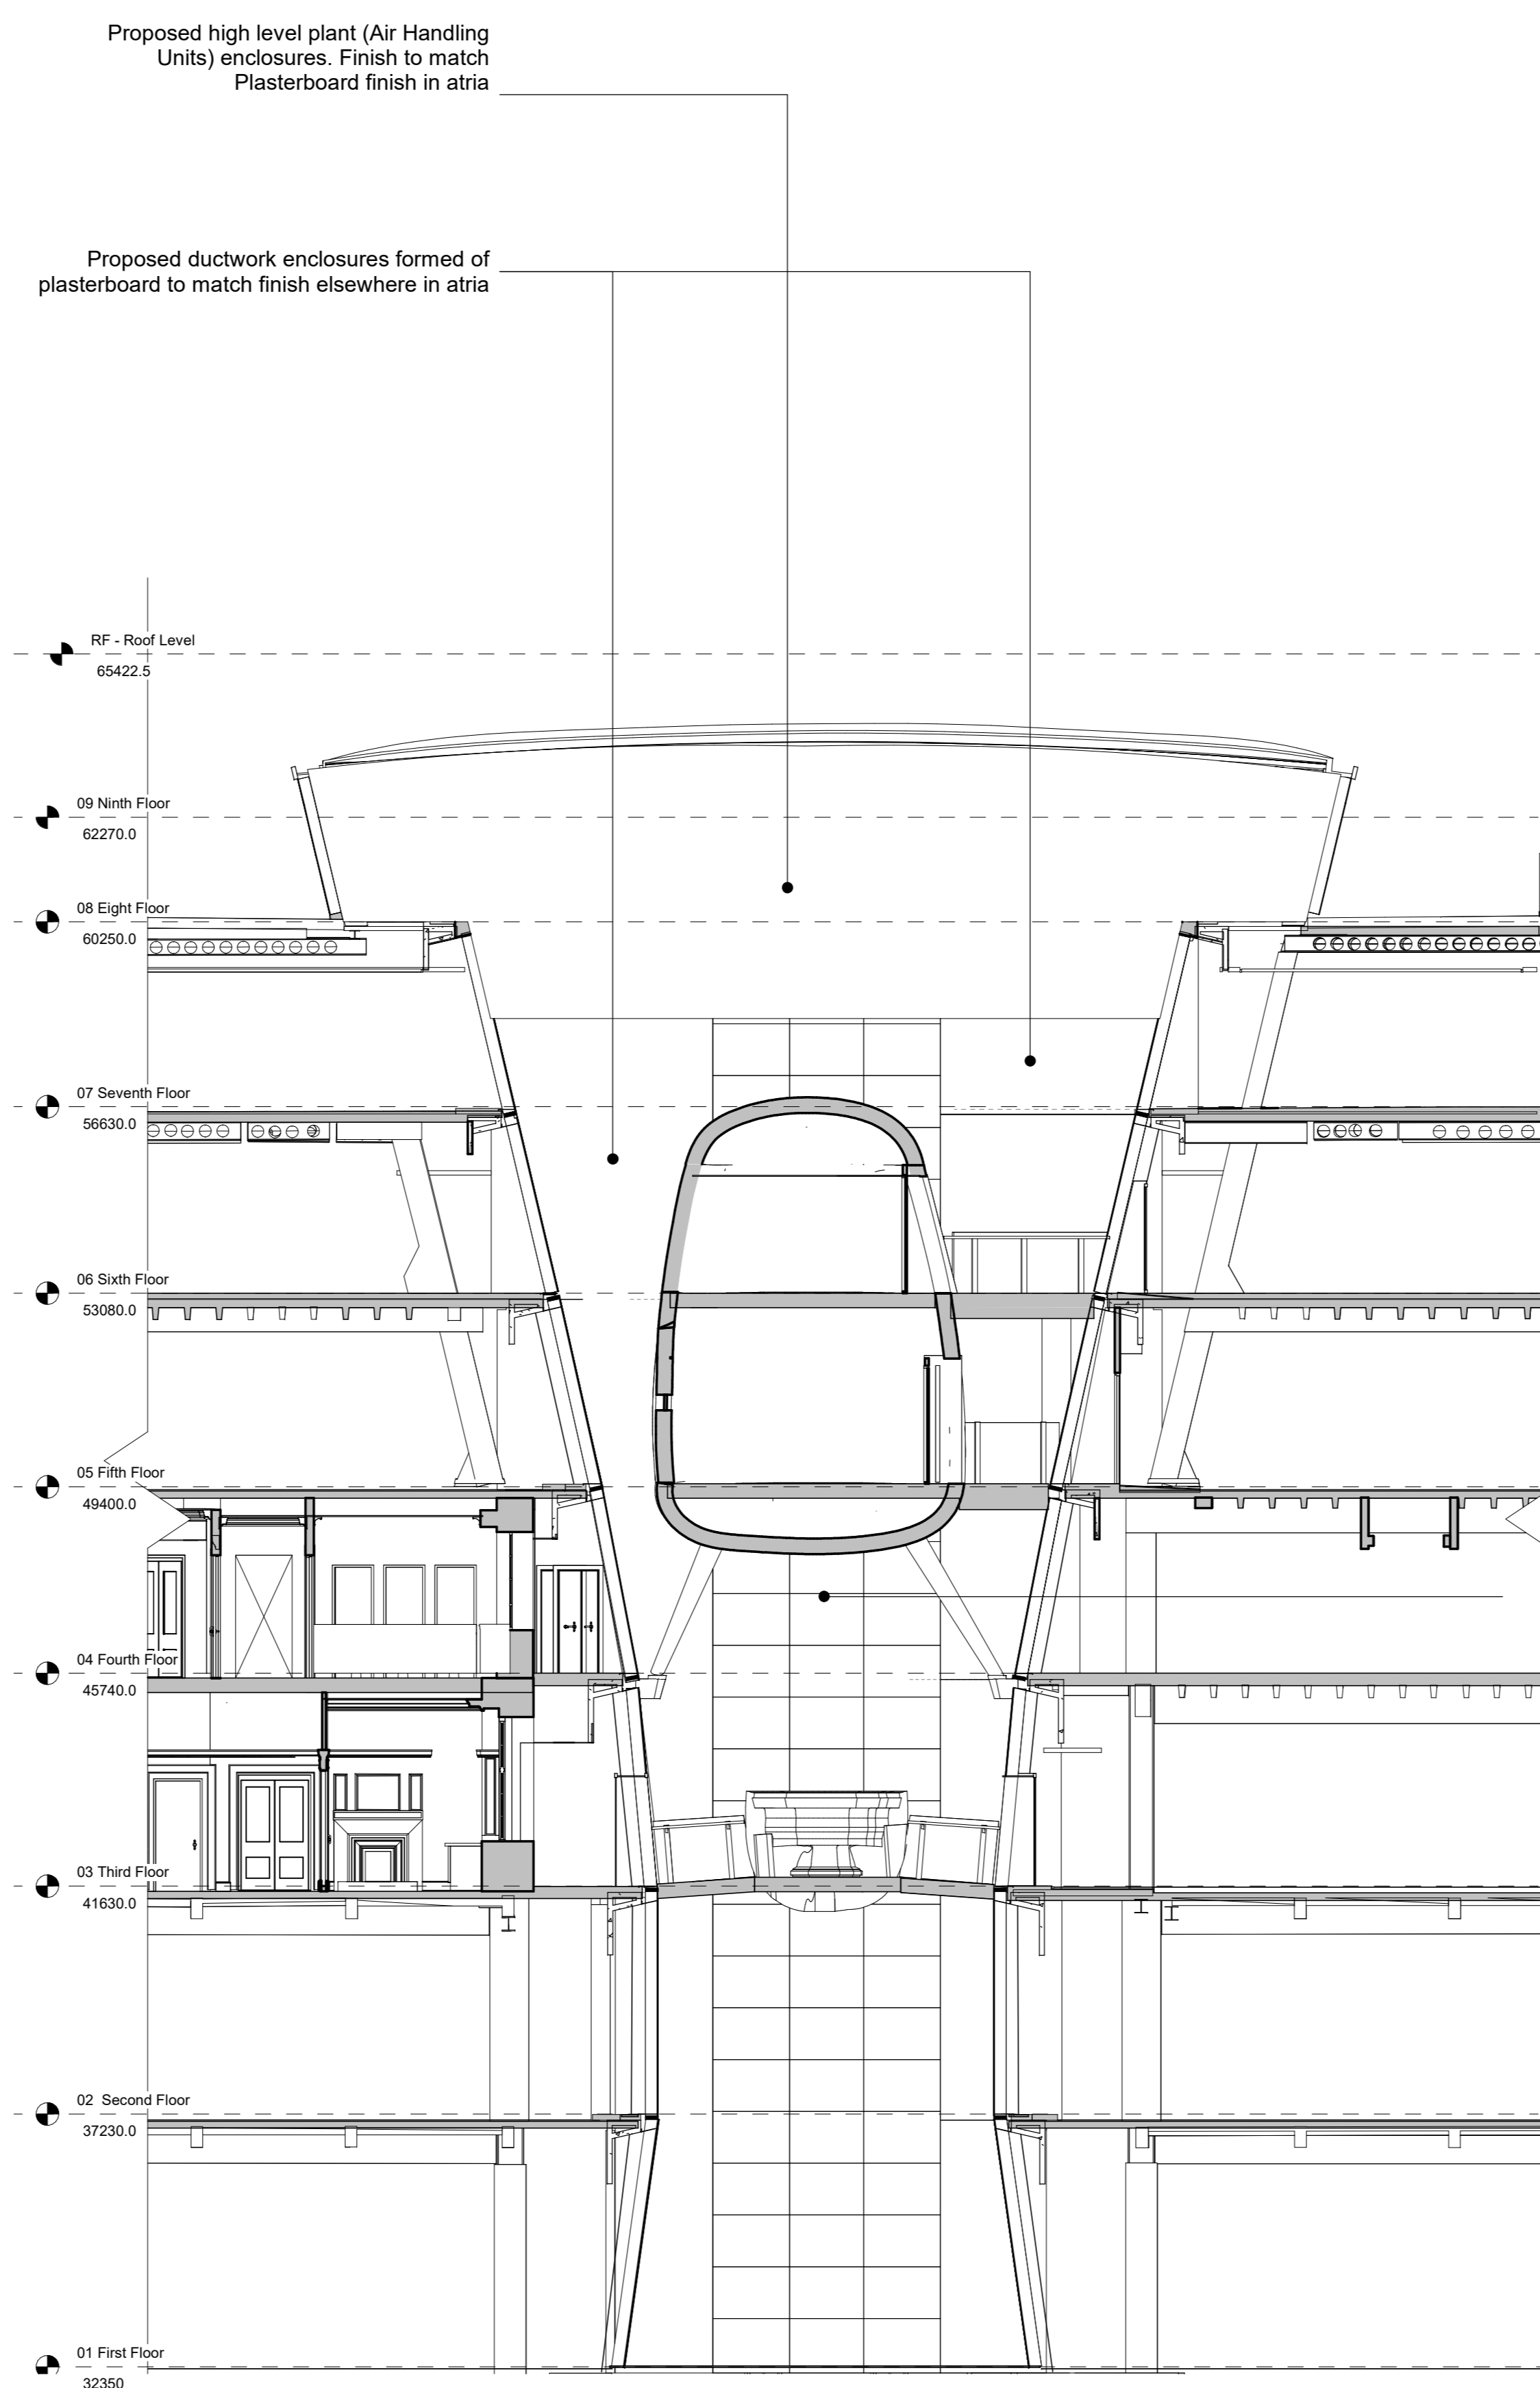 Proposed high level plant (Air Handling
Units) enclosures. Finish to match
Plasterboard finish in atria
Proposed ductwork enclosures formed of
plasterboard to match finish elsewhere in atria
RF - Roof Level
65422.5
09 Ninth Floor
62270.0
08 Eight Floor
60250.0
07 Seventh Floor
56630.0
06 Sixth Floor
53080.0
05 Fifth Floor
49400.0
04 Fourth Floor
45740.0
03 Third Floor
41630.0
02 Second Floor
37230.0
01 First Floor
32350